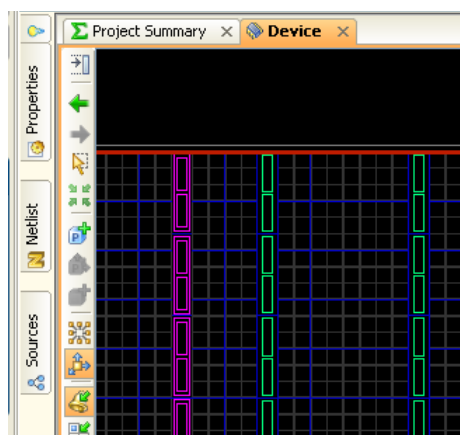 Project Summary
Device
Properties
Netlist
Sources